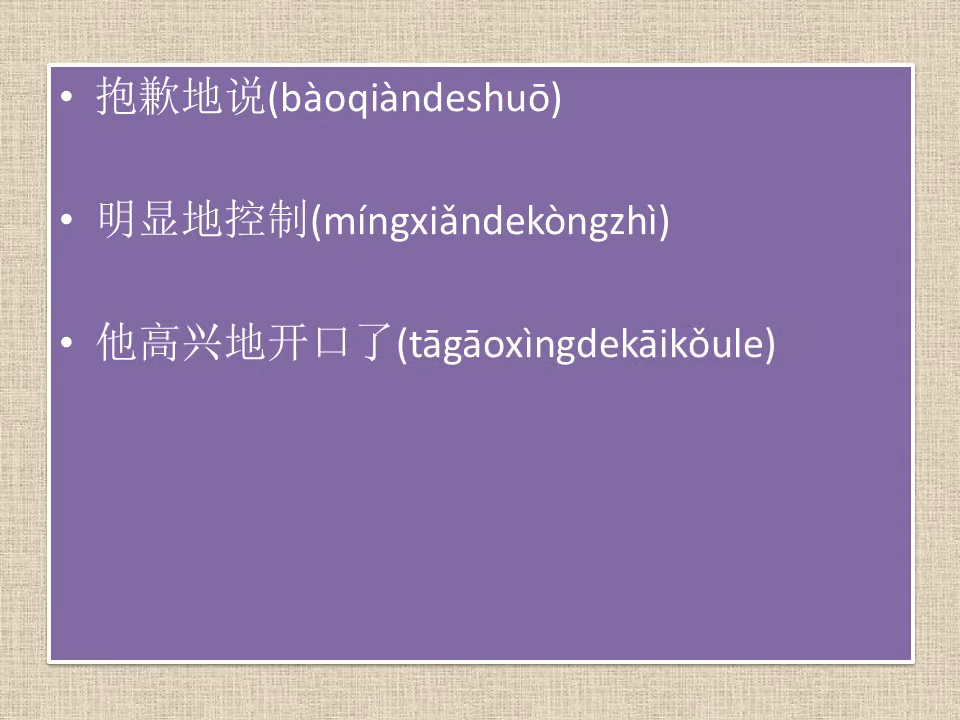 • 抱歉地说(bàoqiàndeshuō)
• 明显地控制(míngxiǎndekòngzhì)
• 他高兴地开口了(tāgāoxìngdekāikǒule)